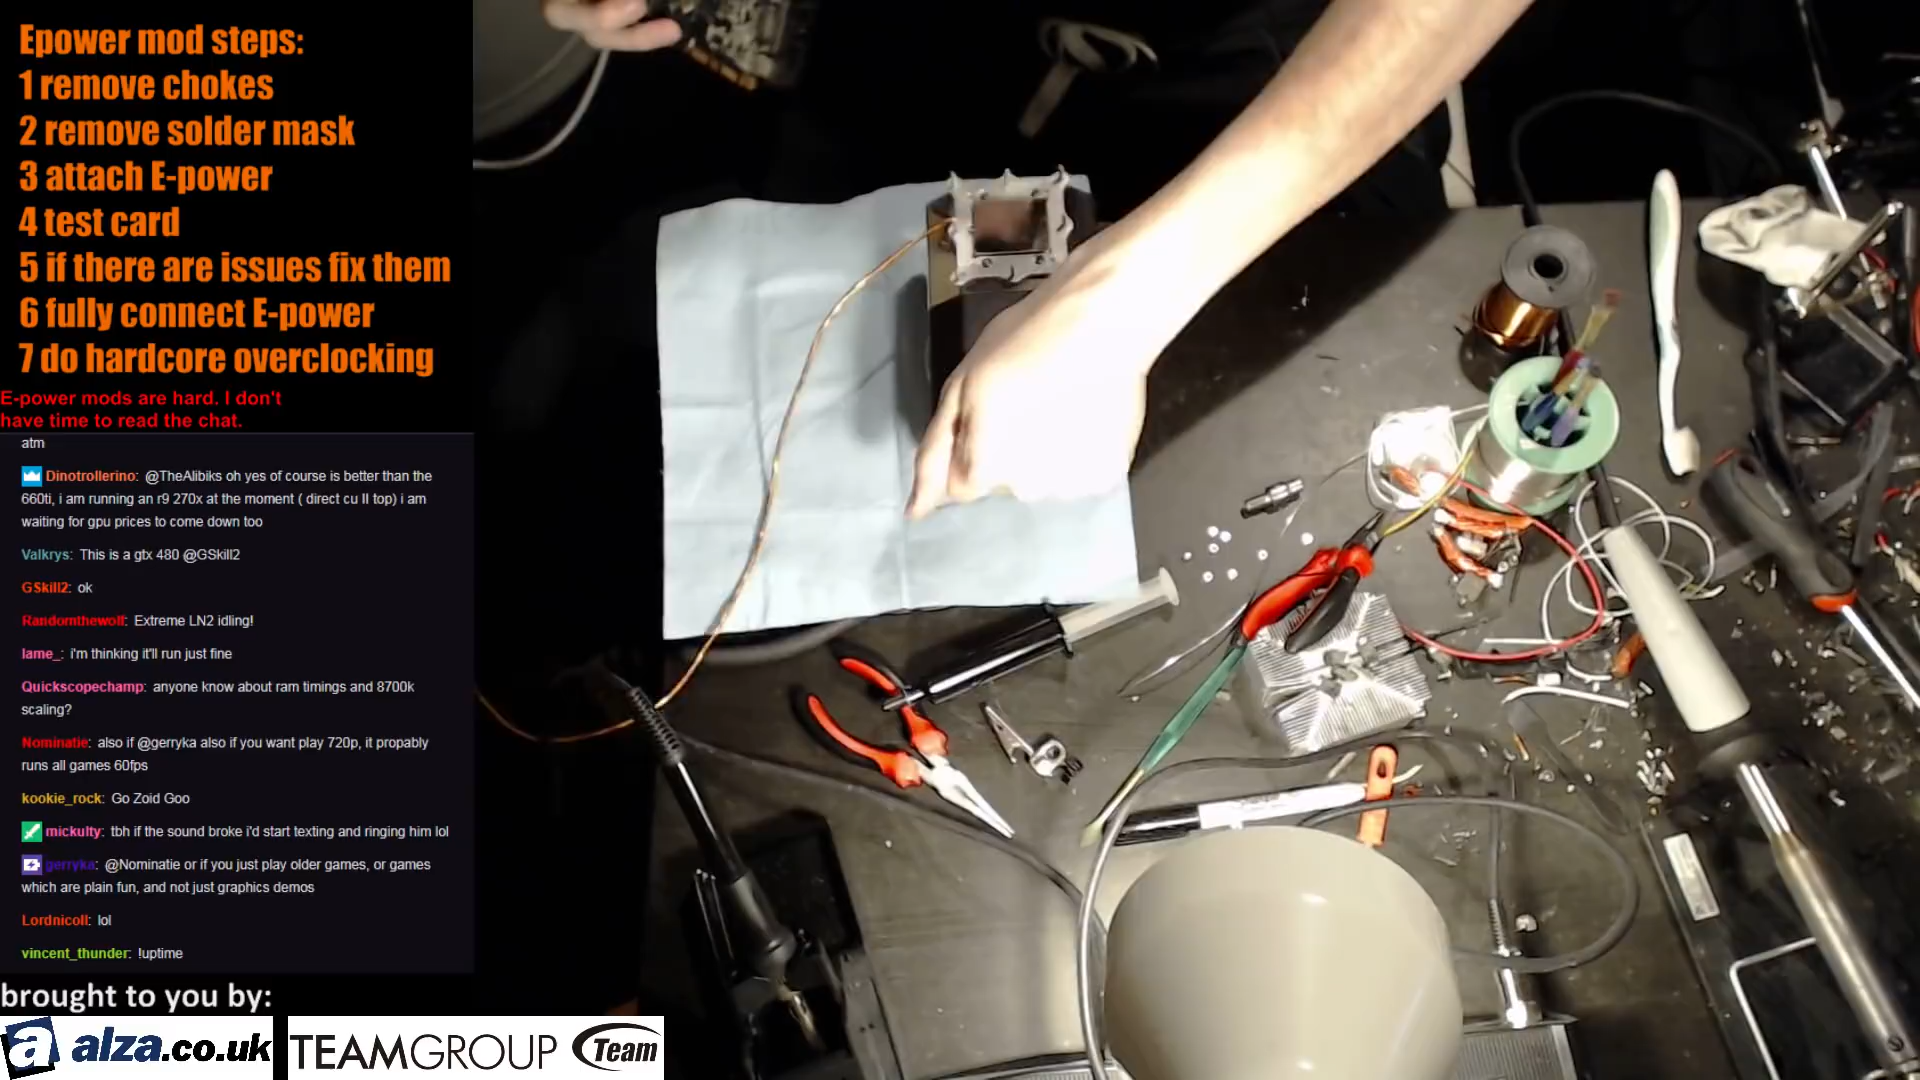 Epower mod steps:
1 remove chokes
2 remove solder mask
3 attach E-power
4 test card
5 if there are issues fix them
6 fully connect E-power
7 do hardcore overclocking
E-power mods are hard. I don't
have time to read the chat.
atm
Dinotrollerino: @TheAlibiks oh yes of course is better than the
660ti, i am running an r9 270x at the moment ( direct cu II top) i am
waiting for gpu prices to come down too
Valkrys: This is a gtx 480 @GSkill2
GSkill2: ok
Randomthewolf: Extreme LN2 idling!
lame_: i'm thinking it'll run just fine
Quickscopechamp: anyone know about ram timings and 8700k
scaling?
Nominatie: also if @gerryka also if you want play 720p, it propably
runs all games 60fps
kookie_rock: Go Zoid Goo
mickulty: tbh if the sound broke i'd start texting and ringing him lol
gerryka: @Nominatie or if you just play older games, or games
which are plain fun, and not just graphics demos
Lordnicoll: lol
vincent_thunder: !uptime
brought to you by:
a alza.co.uk TEAMGROUP Team